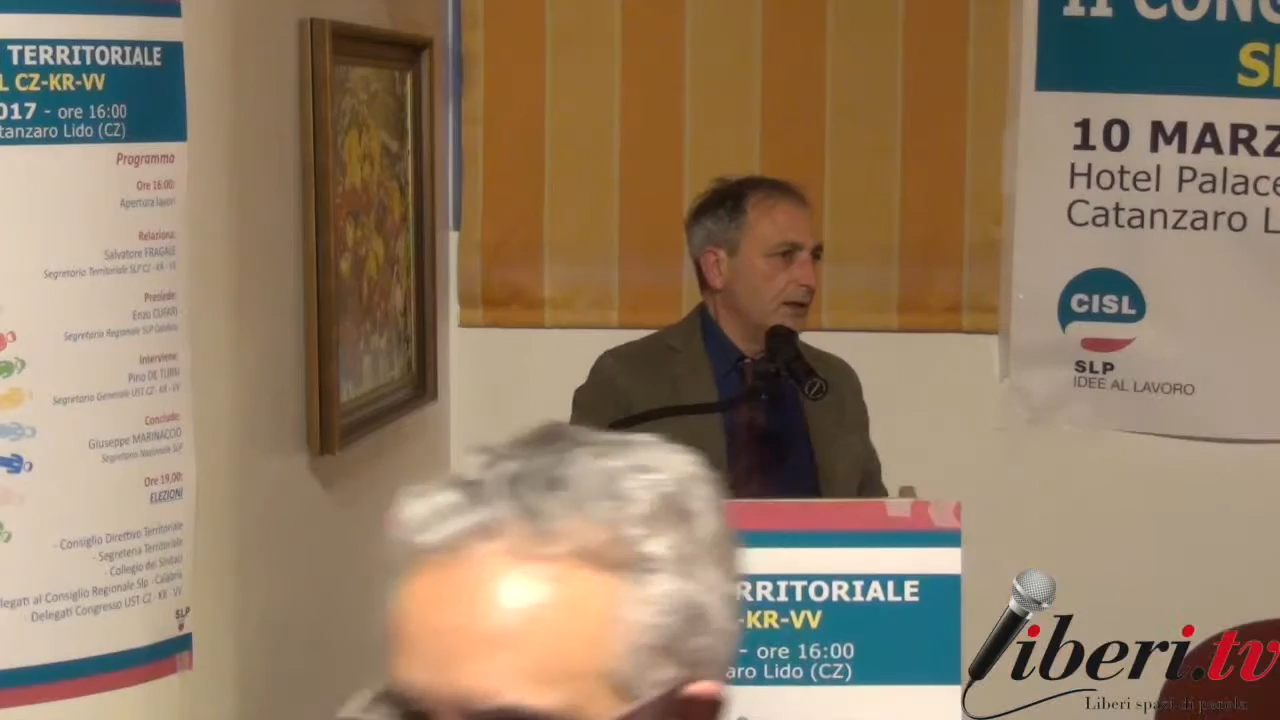 TERRITORIALE
CZ-KR-VV
017 - ore 16:00
tanzaro Lido (CZ)
Programma
Ore 16:00:
Apertura lavori
Relaziona:
Salvatore FRAGALE
Segretario Territoriale SLP CZ - KR - VV
Presiede:
Enzo CUFARI
Segretario Regionale SLP Calabria
Interviene:
Pino DE TURSI
Segretario Generale UST CZ - KR - VV
Conclude:
Giuseppe MARINACCIO
Segretario Nazionale SLP
Ore 19,00:
ELEZIONI
- Consiglio Direttivo Territoriale
- Segreteria Territoriale
- Collegio dei Sindaci
legati al Consiglio Regionale Slp - Calabria
Delegati Congresso UST CZ - KR - VV
SLP
II CONG
10 MARZ
Hotel Palace
Catanzaro L
CISL
SLP
IDEE AL LAVORO
RRITORIALE
-KR-VV
- ore 16:00
aro Lido (CZ)
liberi.tv
Liberi spazi di parola